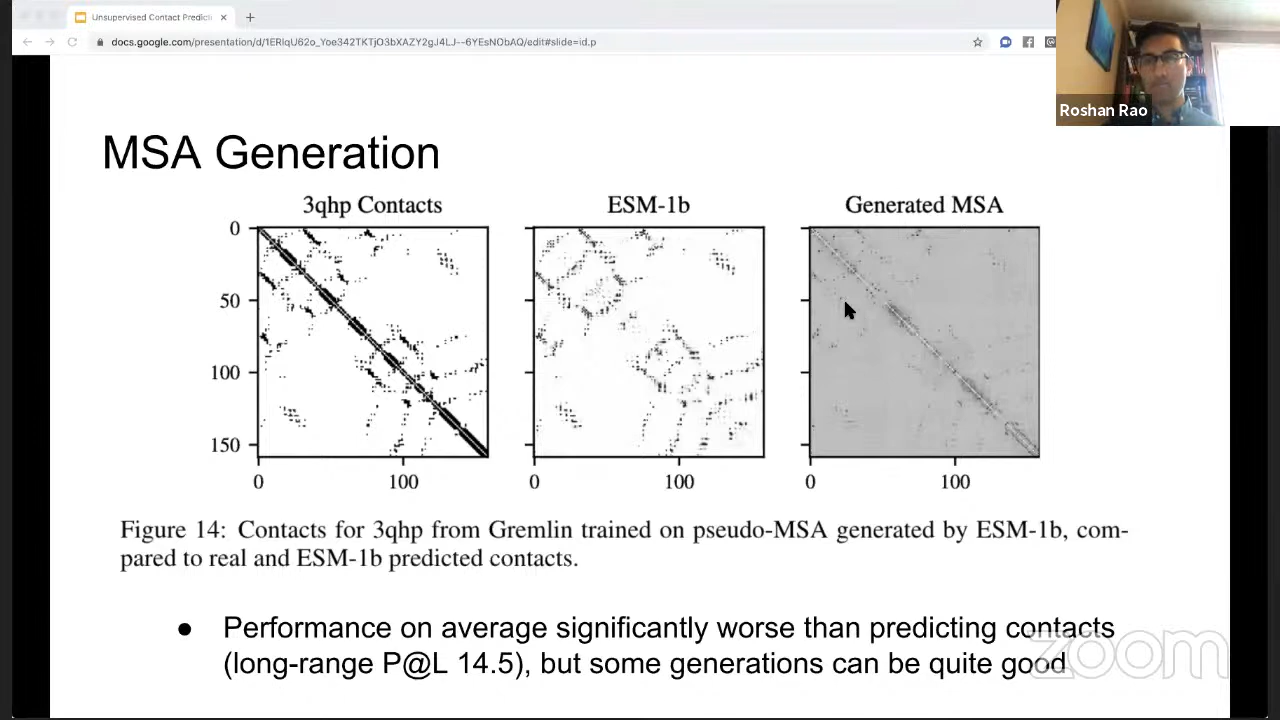 Unsupervised Contact Predicti
docs.google.com/presentation/d/1ERlqU62o_Yoe342TKTjO3bXAZY2gJ4LJ--6YEsNObAQ/edit#slide=id.p
Roshan Rao
MSA Generation
3qhp Contacts ESM-1b Generated MSA
0
50
100
150
0 100 0 100 0 100
Figure 14: Contacts for 3qhp from Gremlin trained on pseudo-MSA generated by ESM-1b, com-
pared to real and ESM-1b predicted contacts.
● Performance on average significantly worse than predicting contacts
(long-range P@L 14.5), but some generations can be quite good
zoom